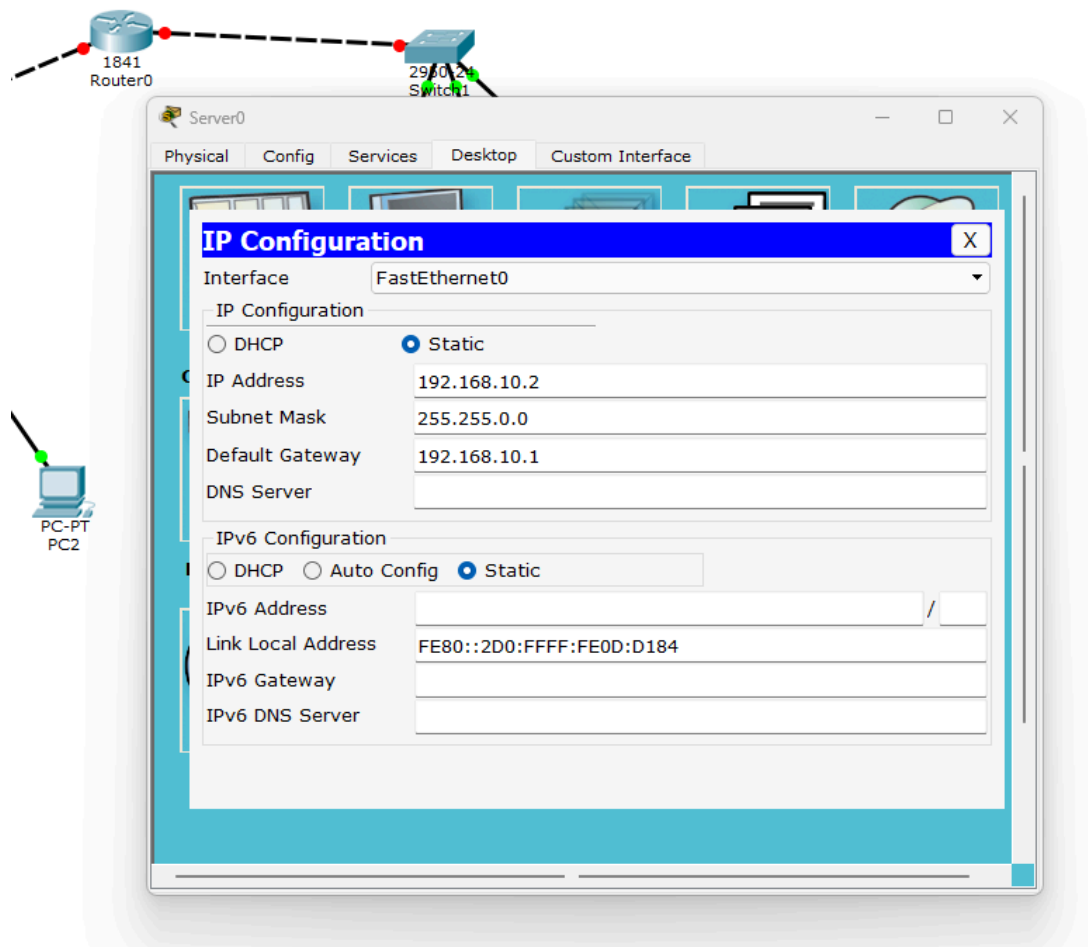 1841
Router0
2950-24
Switch1
Server0
Physical Config Services Desktop Custom Interface
IP Configuration X
Interface FastEthernet0
IP Configuration
DHCP Static
IP Address 192.168.10.2
Subnet Mask 255.255.0.0
Default Gateway 192.168.10.1
DNS Server
IPv6 Configuration
DHCP Auto Config Static
IPv6 Address /
Link Local Address FE80::2D0:FFFF:FE0D:D184
IPv6 Gateway
IPv6 DNS Server
PC-PT
PC2